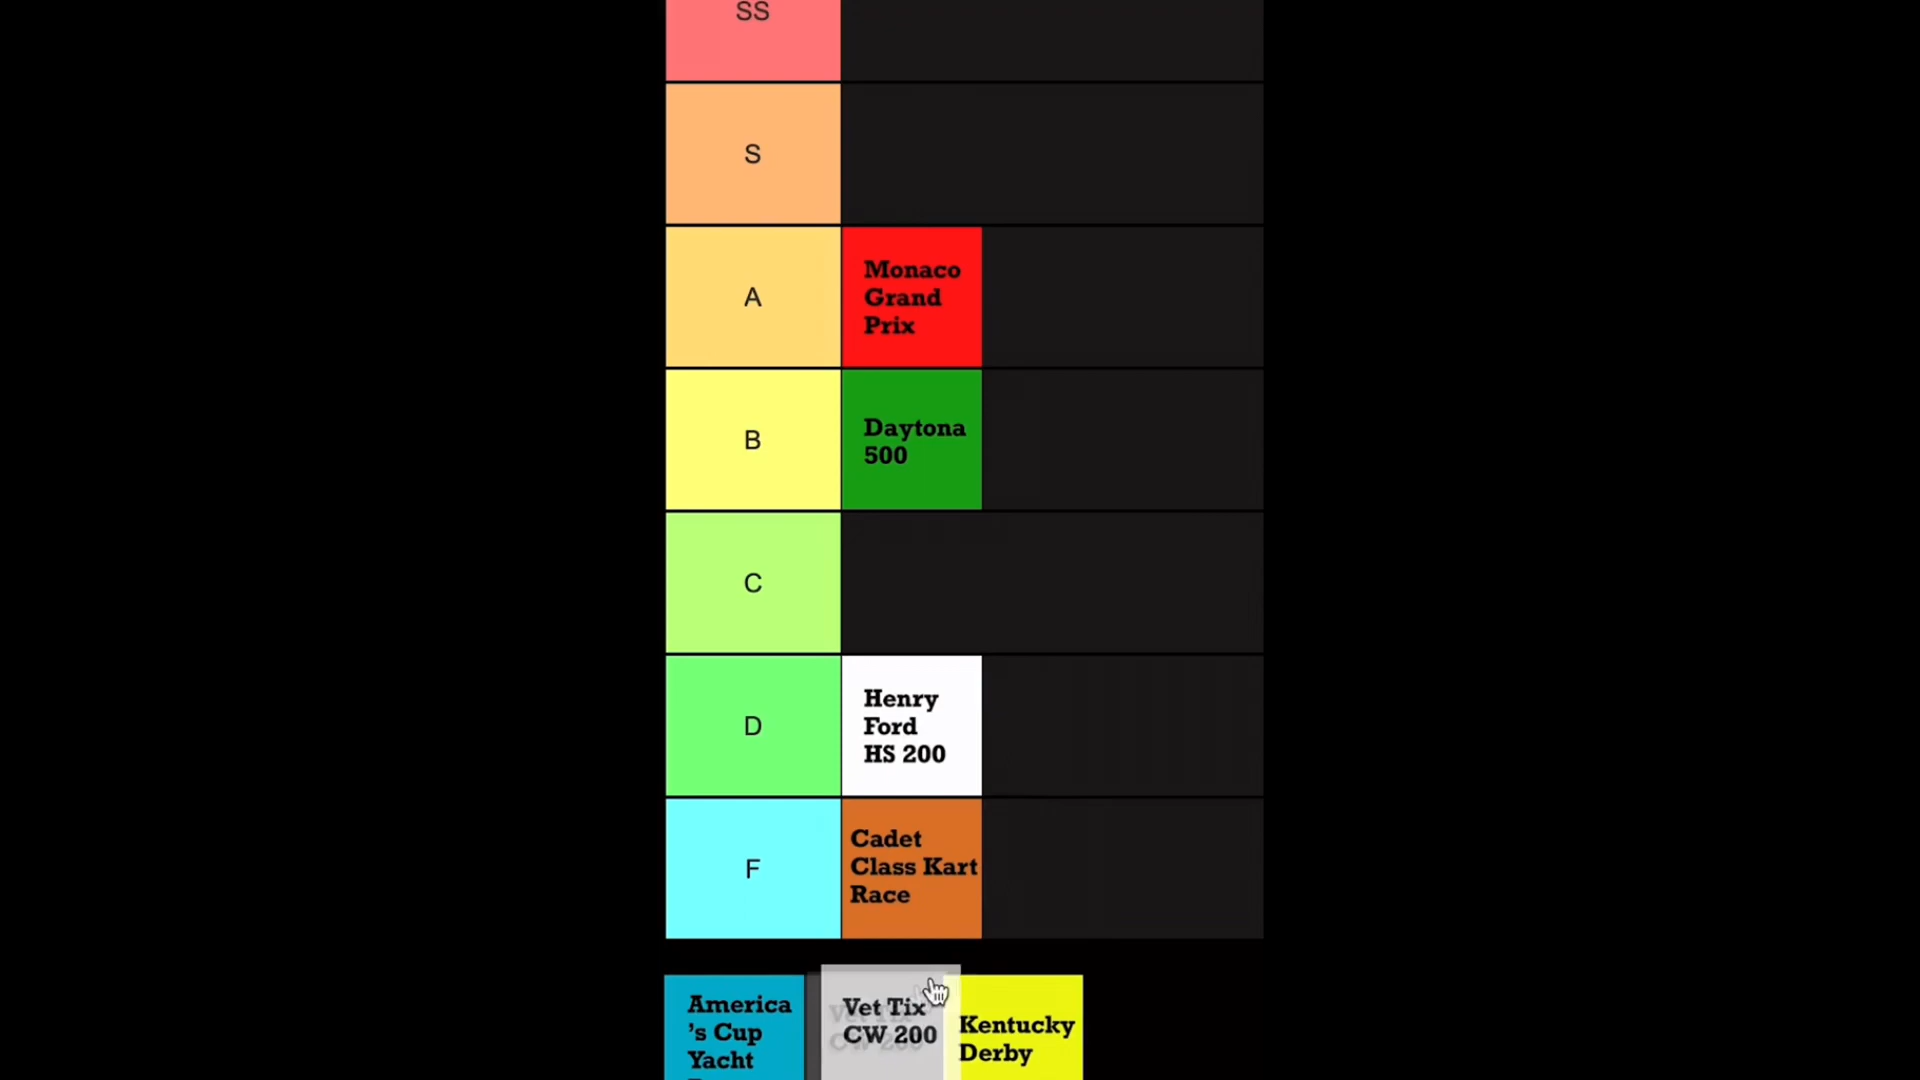 SS
S
A
Monaco
Grand
Prix
B
Daytona
500
C
D
Henry
Ford
HS 200
F
Cadet
Class Kart
Race
America
’s Cup
Yacht
Vet Tix
CW 200
Kentucky
Derby